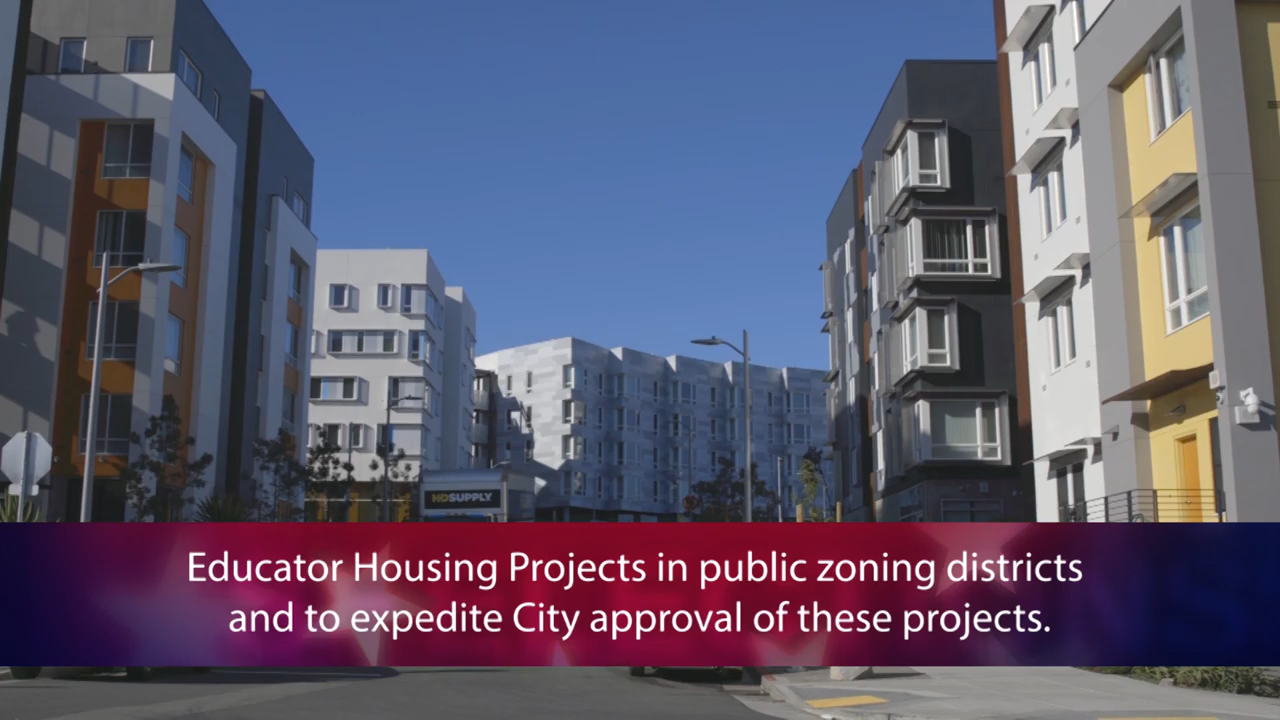 HDSUPPLY
Educator Housing Projects in public zoning districts
and to expedite City approval of these projects.